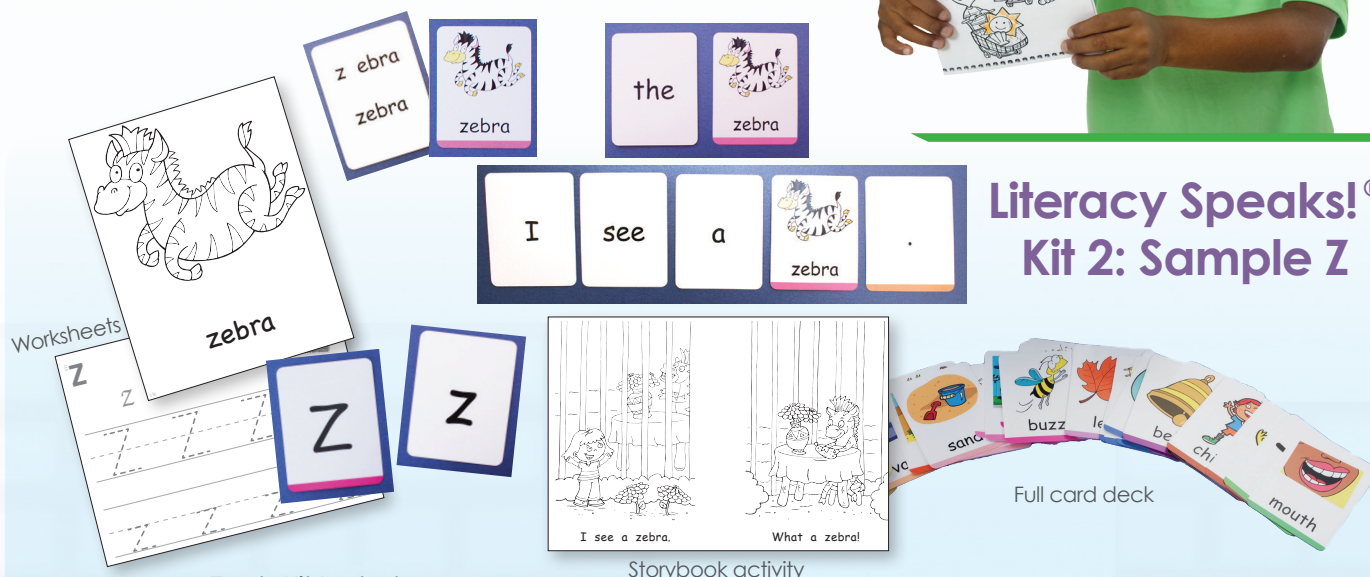 z ebra
zebra
zebra
the
zebra
I see a
zebra
.
Literacy Speaks!
Kit 2: Sample Z
zebra
Worksheets
Z
z
Z
z
I see a zebra.
What a zebra!
buzz
mouth
Full card deck
Storybook activity